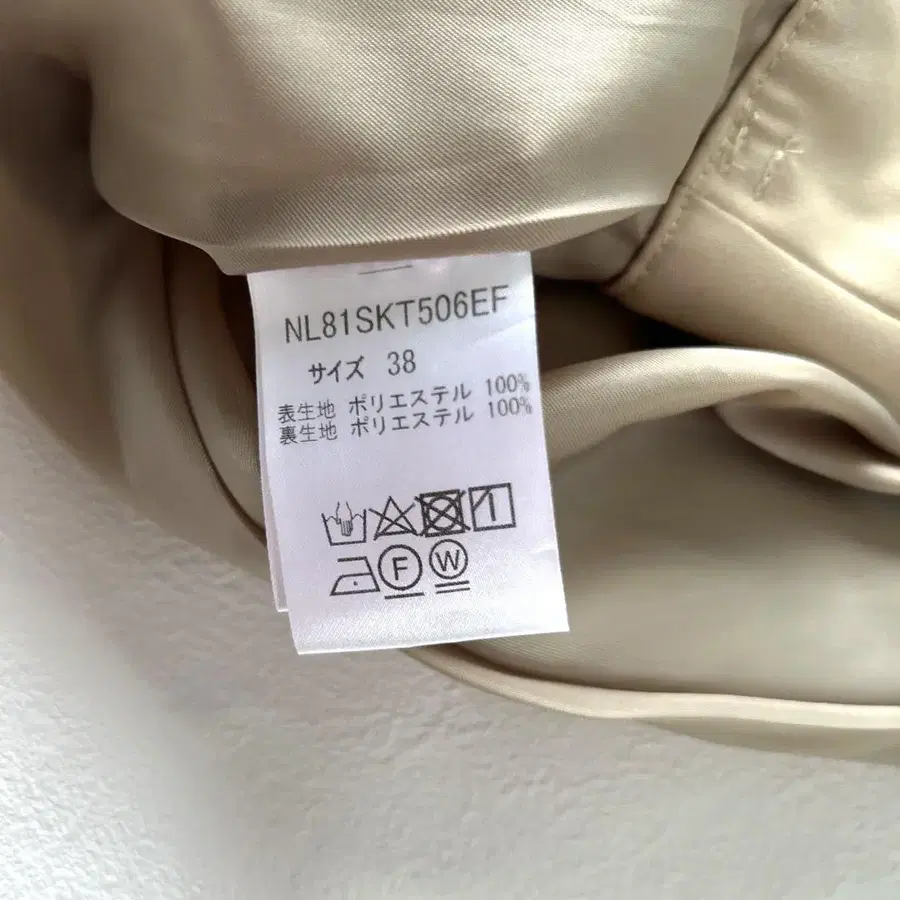 NL81SKT506EF
サイズ 38
表生地 ポリエステル 100%
裏生地 ポリエステル 100%
F W